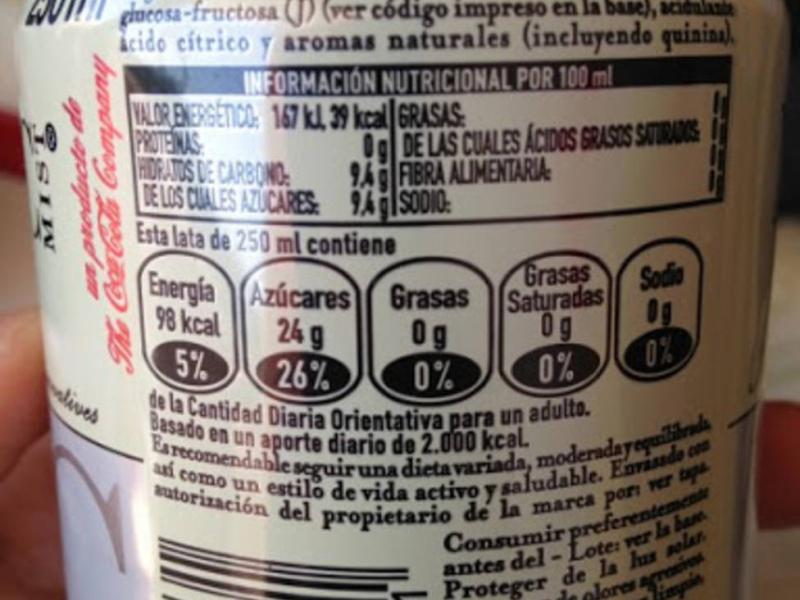 glucosa-fructosa (J) (ver código impreso en la base), acidulante
ácido cítrico y aromas naturales (incluyendo quinina).
INFORMACIÓN NUTRICIONAL POR 100 ml
VALOR ENERGÉTICO: 167 kJ, 39 kcal
PROTEINAS: 0 g
HIDRATOS DE CARBONO: 9,4 g
DE LOS CUALES AZUCARES: 9,4 g
GRASAS:
DE LAS CUALES ÁCIDOS GRASOS SATURADOS:
FIBRA ALIMENTARIA:
SODIO:
Esta lata de 250 ml contiene
Energía
98 kcal
5%
Azúcares
24 g
26%
Grasas
0 g
0%
Grasas
Saturadas
0 g
0%
Sodio
0 g
0%
de la Cantidad Diaria Orientativa para un adulto.
Basado en un aporte diario de 2.000 kcal.
Es recomendable seguir una dieta variada, moderada y equilibrada
así como un estilo de vida activo y saludable. Envasado con
autorización del propietario de la marca por: ver tapa.
Consumir preferentemente
antes del - Lote: ver la base.
Proteger de la luz solar,
de olores agresivos
limpio,
un producto de
The Coca-Cola Company
MIST
®